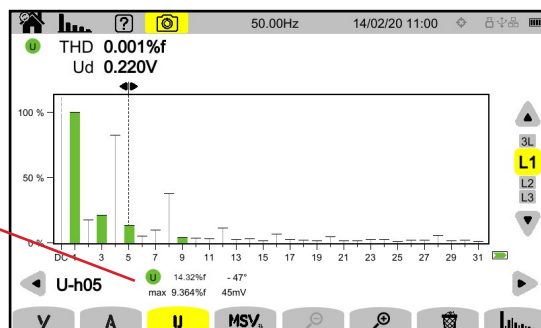 ? 50.00Hz 14/02/20 11:00
U THD 0.001%f
Ud 0.220V
100 %
3L
L1
50 %
L2
L3
0 %
DC 1 3 5 7 9 11 13 15 17 19 21 23 25 27 29 31
U-h05 U 14.32%f - 47°
max 9.364%f 45mV
V A U MSV